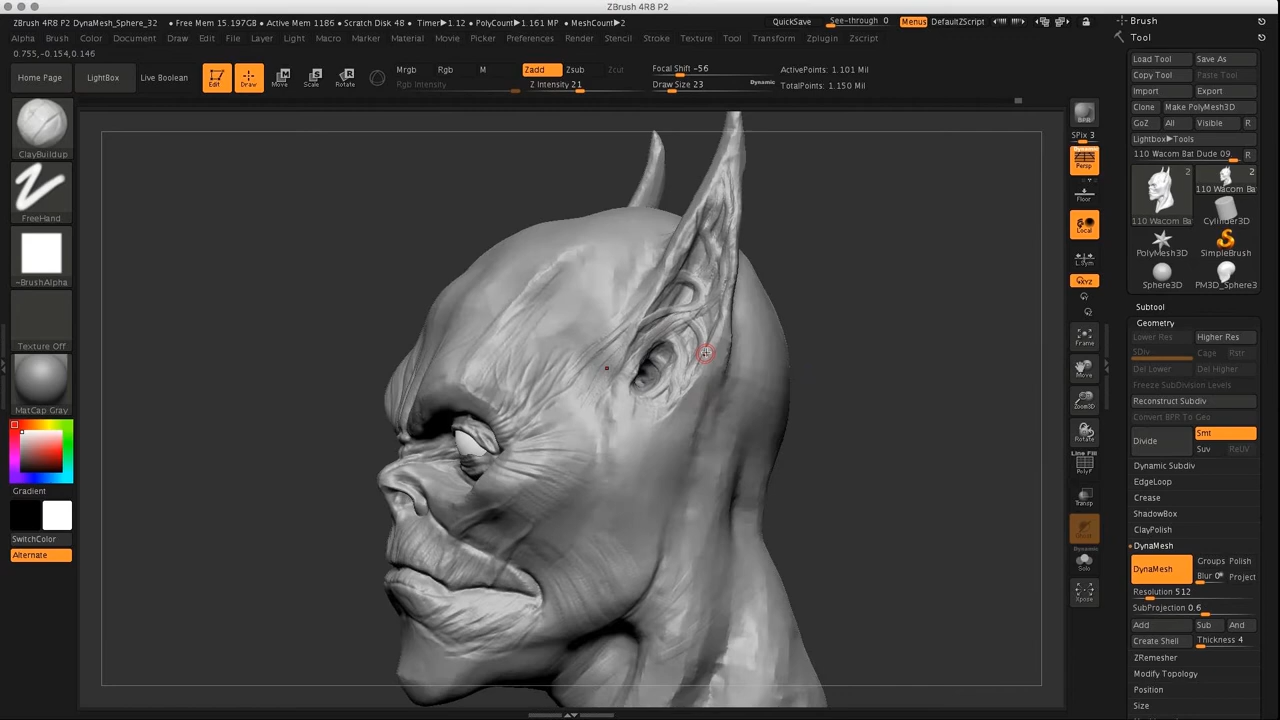 ZBrush 4R8 P2
ZBrush 4R8 P2 DynaMesh_Sphere_32 • Free Mem 15.197GB • Active Mem 1186 • Scratch Disk 48 • Timer▶1.12 • PolyCount▶1.161 MP • MeshCount▶2
QuickSave See-through 0 Menus DefaultZScript
Alpha Brush Color Document Draw Edit File Layer Light Macro Marker Material Movie Picker Preferences Render Stencil Stroke Texture Tool Transform Zplugin Zscript
0.755,-0.154,0.146
Home Page LightBox Live Boolean Edit Draw Move Scale Rotate
Mrgb Rgb M
Rgb Intensity
Zadd Zsub Zcut
Z Intensity 21
Focal Shift -56
Draw Size 23 Dynamic
ActivePoints: 1.101 Mil
TotalPoints: 1.150 Mil
ClayBuildup
FreeHand
~BrushAlpha
Texture Off
MatCap Gray
Gradient
SwitchColor
Alternate
BPR
SPix 3
Dynamic
Persp
Floor
Local
L.Sym
XYZ
Frame
Move
Zoom3D
Rotate
Line Fill
PolyF
Transp
Dynamic
Solo
Xpose
Brush
Tool
Load Tool Save As
Copy Tool Paste Tool
Import Export
Clone Make PolyMesh3D
GoZ All Visible R
Lightbox▶Tools
110 Wacom Bat Dude 09 R
2 2
110 Wacom Ba
110 Wacom Ba Cylinder3D
PolyMesh3D SimpleBrush
Sphere3D PM3D_Sphere3
Subtool
Geometry
Lower Res Higher Res
SDiv Cage Rstr
Del Lower Del Higher
Freeze SubDivision Levels
Reconstruct Subdiv
Convert BPR To Geo
Divide Smt
Suv ReUV
Dynamic Subdiv
EdgeLoop
Crease
ShadowBox
ClayPolish
DynaMesh
DynaMesh Groups Polish
Blur 0 Project
Resolution 512
SubProjection 0.6
Add Sub And
Create Shell Thickness 4
ZRemesher
Modify Topology
Position
Size